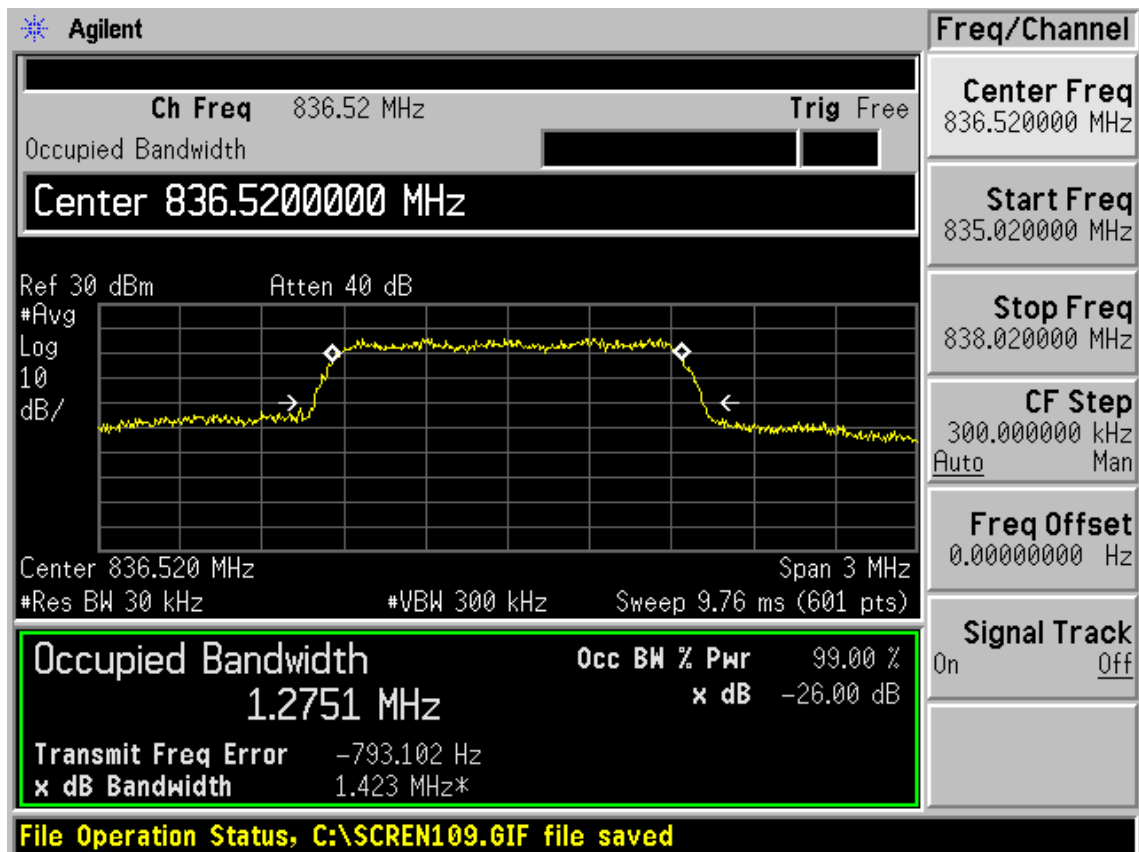 Agilent
Freq/Channel
Ch Freq 836.52 MHz Trig Free
Occupied Bandwidth
Center 836.5200000 MHz
Ref 30 dBm Atten 40 dB
#Avg
Log
10
dB/
Center 836.520 MHz Span 3 MHz
#Res BW 30 kHz #VBW 300 kHz Sweep 9.76 ms (601 pts)
Occupied Bandwidth Occ BW % Pwr 99.00 %
1.2751 MHz x dB -26.00 dB
Transmit Freq Error -793.102 Hz
x dB Bandwidth 1.423 MHz*
File Operation Status, C:\SCREN109.GIF file saved
Center Freq
836.520000 MHz
Start Freq
835.020000 MHz
Stop Freq
838.020000 MHz
CF Step
300.000000 kHz
Auto Man
Freq Offset
0.00000000 Hz
Signal Track
On Off